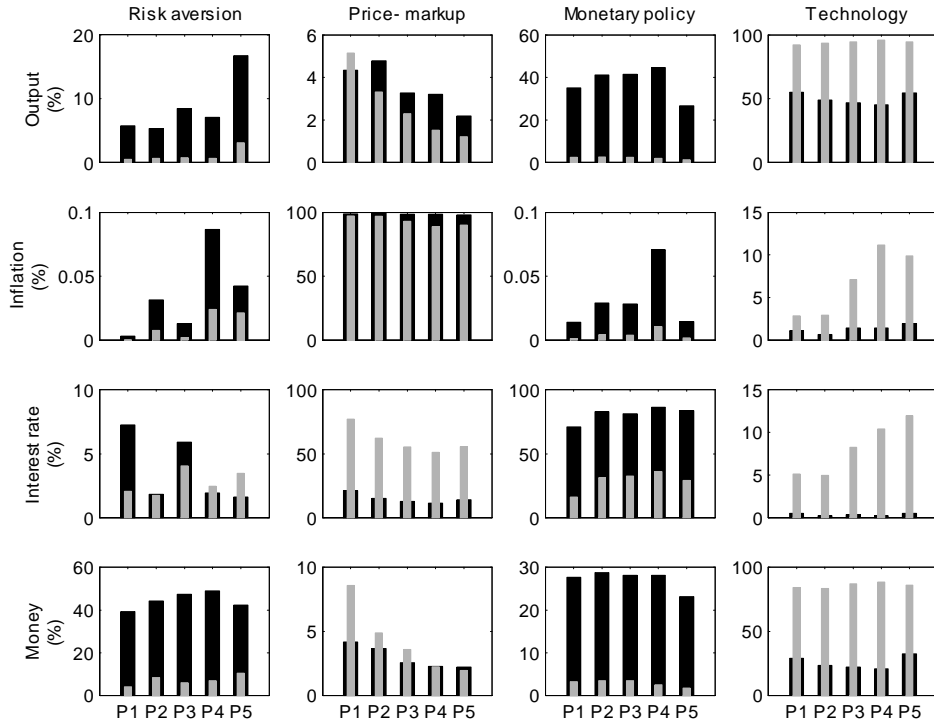 Risk aversion Price- markup Monetary policy Technology
Output (%)
20 10 0
6 4 2 0
60 40 20 0
100 50 0
Inflation (%)
0.1 0.05 0
100 50 0
0.1 0.05 0
15 10 5 0
Interest rate (%)
10 5 0
100 50 0
100 50 0
15 10 5 0
Money (%)
60 40 20 0
10 5 0
30 20 10 0
100 50 0
P1 P2 P3 P4 P5
P1 P2 P3 P4 P5
P1 P2 P3 P4 P5
P1 P2 P3 P4 P5